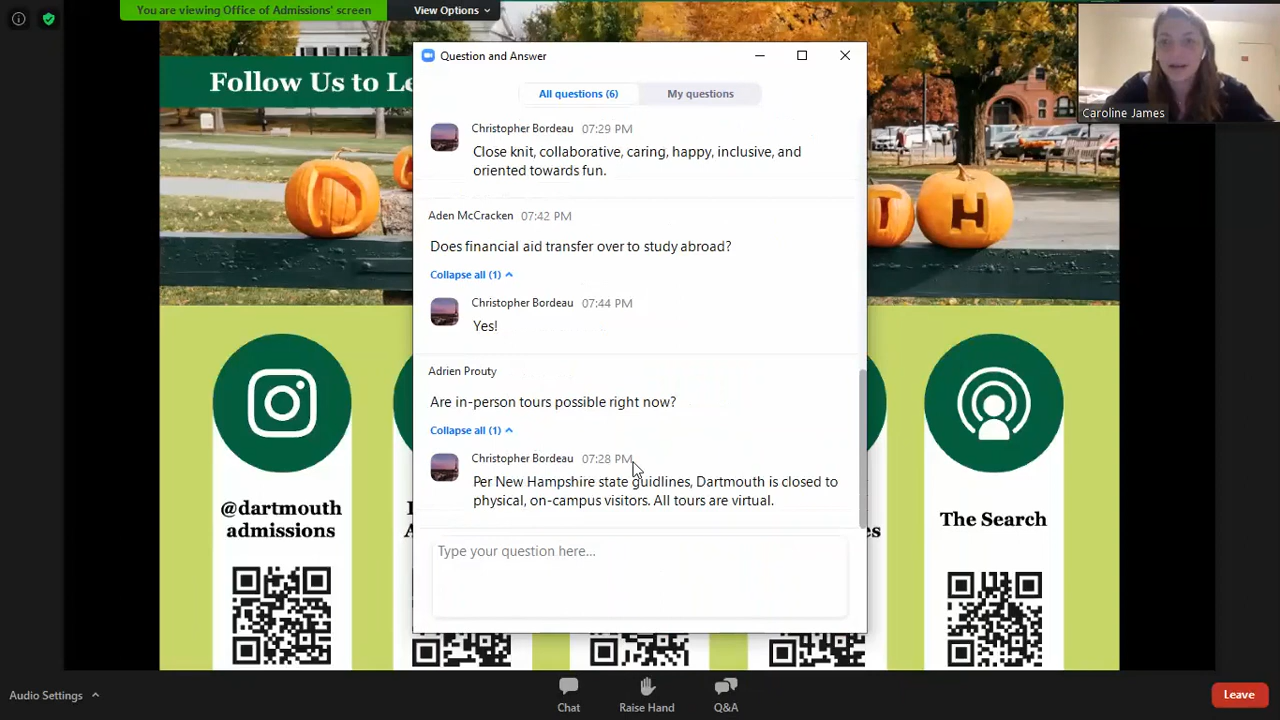 You are viewing Office of Admissions' screen
View Options
Follow Us to Le
Question and Answer
All questions (6)
My questions
Christopher Bordeau 07:29 PM
Close knit, collaborative, caring, happy, inclusive, and
oriented towards fun.
Aden McCracken 07:42 PM
Does financial aid transfer over to study abroad?
Collapse all (1)
Christopher Bordeau 07:44 PM
Yes!
Adrien Prouty
Are in-person tours possible right now?
Collapse all (1)
Christopher Bordeau 07:28 PM
Per New Hampshire state guidlines, Dartmouth is closed to
physical, on-campus visitors. All tours are virtual.
Type your question here...
Caroline James
D
H
@dartmouth
admissions
es
The Search
Audio Settings
Chat
Raise Hand
Q&A
Leave